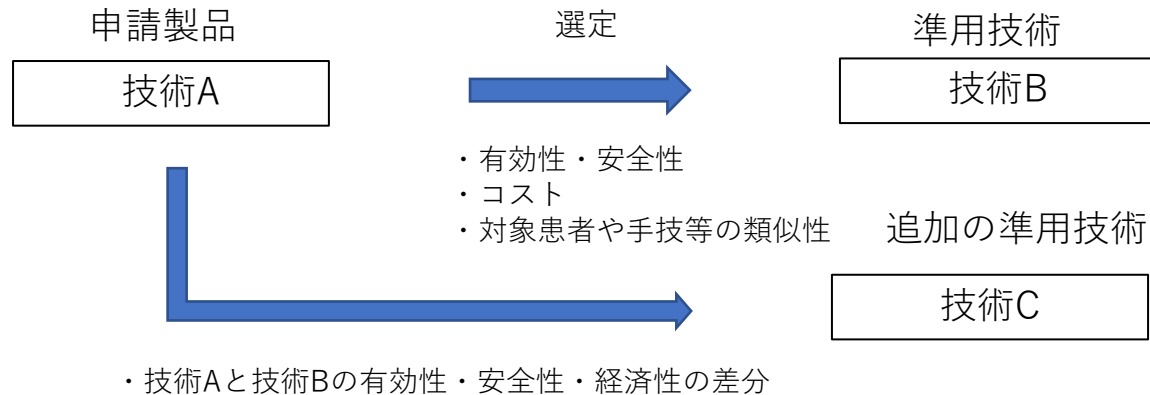 申請製品
選定
準用技術
技術A
技術B
・有効性・安全性
・コスト
・対象患者や手技等の類似性
追加の準用技術
技術C
・技術Aと技術Bの有効性・安全性・経済性の差分